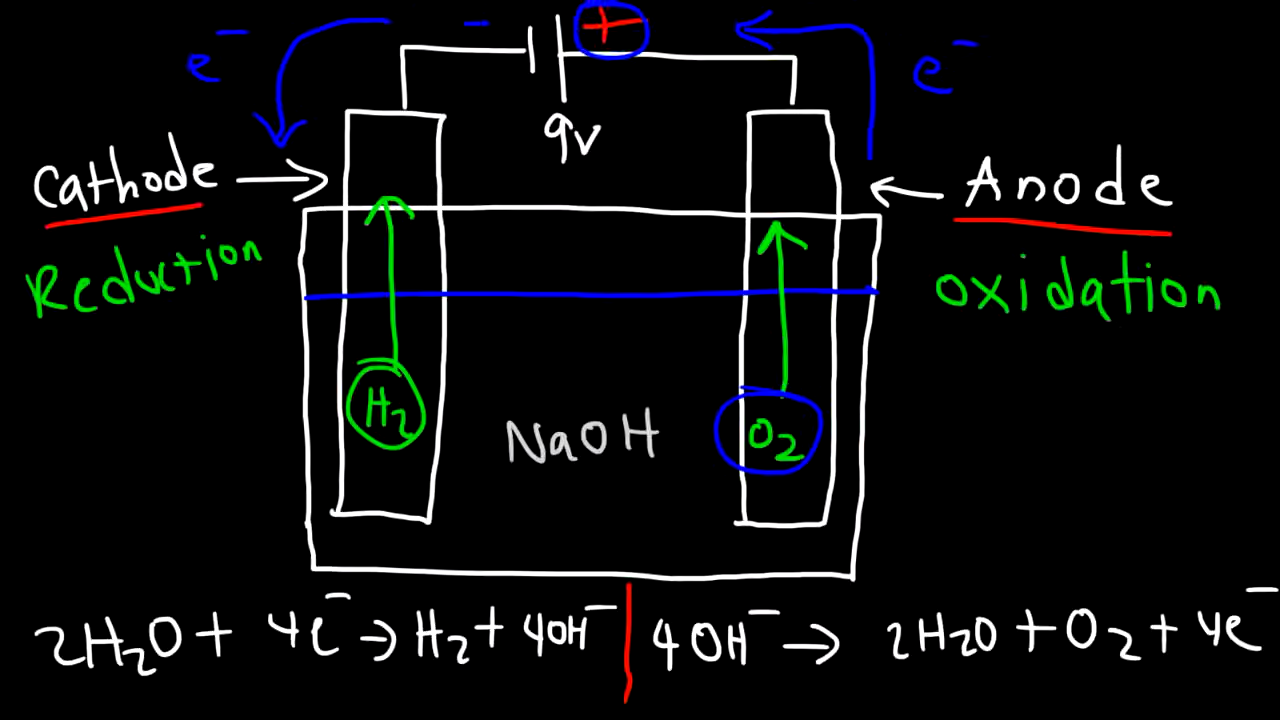 e⁻ - + e⁻
9v
Cathode → ← Anode
Reduction oxidation
H₂ NaOH O₂
2H₂O + 4e⁻ → H₂ + 4OH⁻ | 4OH⁻ → 2H₂O + O₂ + 4e⁻